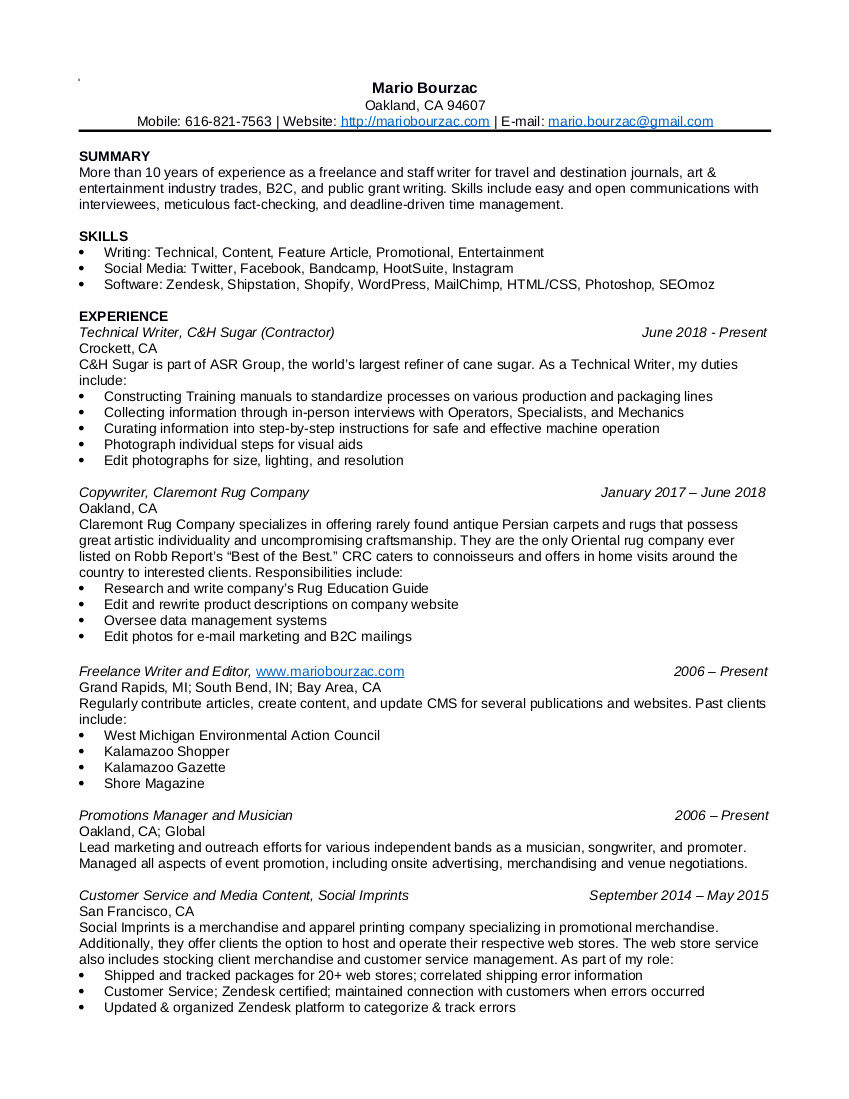 Mario Bourzac
Oakland, CA 94607
Mobile: 616-821-7563 | Website: http://mariobourzac.com | E-mail: mario.bourzac@gmail.com
SUMMARY
More than 10 years of experience as a freelance and staff writer for travel and destination journals, art &
entertainment industry trades, B2C, and public grant writing. Skills include easy and open communications with
interviewees, meticulous fact-checking, and deadline-driven time management.
SKILLS
• Writing: Technical, Content, Feature Article, Promotional, Entertainment
• Social Media: Twitter, Facebook, Bandcamp, HootSuite, Instagram
• Software: Zendesk, Shipstation, Shopify, WordPress, MailChimp, HTML/CSS, Photoshop, SEOmoz
EXPERIENCE
Technical Writer, C&H Sugar (Contractor) June 2018 - Present
Crockett, CA
C&H Sugar is part of ASR Group, the world’s largest refiner of cane sugar. As a Technical Writer, my duties
include:
• Constructing Training manuals to standardize processes on various production and packaging lines
• Collecting information through in-person interviews with Operators, Specialists, and Mechanics
• Curating information into step-by-step instructions for safe and effective machine operation
• Photograph individual steps for visual aids
• Edit photographs for size, lighting, and resolution
Copywriter, Claremont Rug Company January 2017 – June 2018
Oakland, CA
Claremont Rug Company specializes in offering rarely found antique Persian carpets and rugs that possess
great artistic individuality and uncompromising craftsmanship. They are the only Oriental rug company ever
listed on Robb Report’s “Best of the Best.” CRC caters to connoisseurs and offers in home visits around the
country to interested clients. Responsibilities include:
• Research and write company’s Rug Education Guide
• Edit and rewrite product descriptions on company website
• Oversee data management systems
• Edit photos for e-mail marketing and B2C mailings
Freelance Writer and Editor, www.mariobourzac.com 2006 – Present
Grand Rapids, MI; South Bend, IN; Bay Area, CA
Regularly contribute articles, create content, and update CMS for several publications and websites. Past clients
include:
• West Michigan Environmental Action Council
• Kalamazoo Shopper
• Kalamazoo Gazette
• Shore Magazine
Promotions Manager and Musician 2006 – Present
Oakland, CA; Global
Lead marketing and outreach efforts for various independent bands as a musician, songwriter, and promoter.
Managed all aspects of event promotion, including onsite advertising, merchandising and venue negotiations.
Customer Service and Media Content, Social Imprints September 2014 – May 2015
San Francisco, CA
Social Imprints is a merchandise and apparel printing company specializing in promotional merchandise.
Additionally, they offer clients the option to host and operate their respective web stores. The web store service
also includes stocking client merchandise and customer service management. As part of my role:
• Shipped and tracked packages for 20+ web stores; correlated shipping error information
• Customer Service; Zendesk certified; maintained connection with customers when errors occurred
• Updated & organized Zendesk platform to categorize & track errors